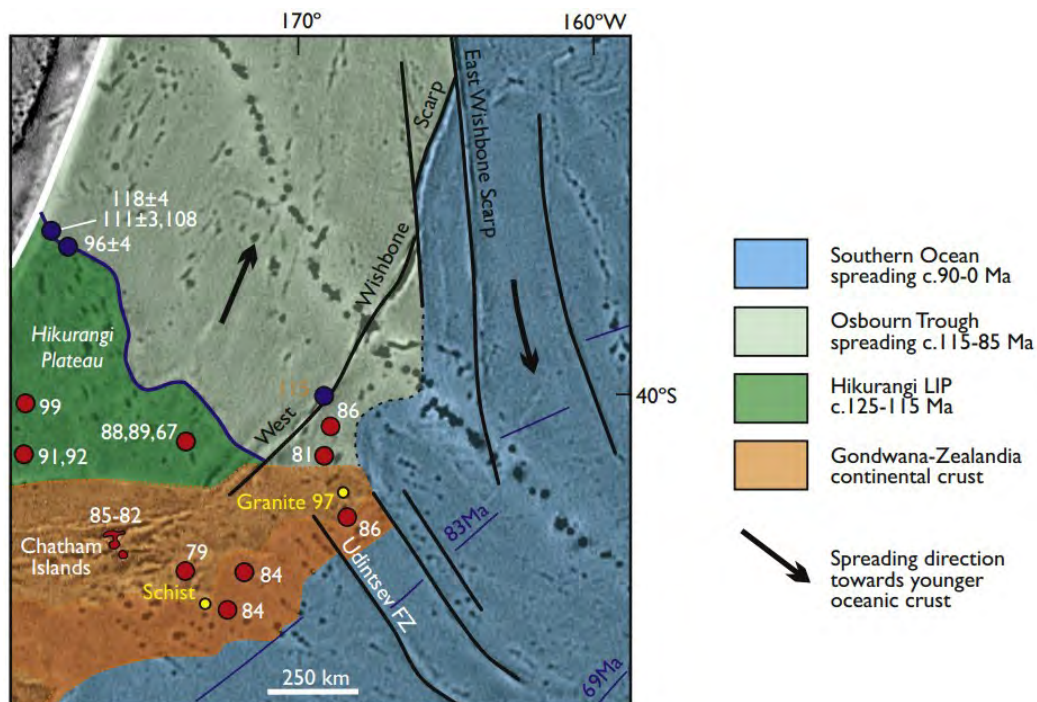 170°
160°W
118±4
111±3,108
96±4
Hikurangi
Plateau
99
91,92
88,89,67
West
Wishbone
Scarp
East Wishbone Scarp
115
86
81
40°S
Granite 97
86
85-82
Chatham
Islands
79
84
Schist
84
Udintsev FZ
83Ma
69Ma
250 km
Southern Ocean
spreading c.90-0 Ma
Osbourn Trough
spreading c.115-85 Ma
Hikurangi LIP
c.125-115 Ma
Gondwana-Zealandia
continental crust
Spreading direction
towards younger
oceanic crust